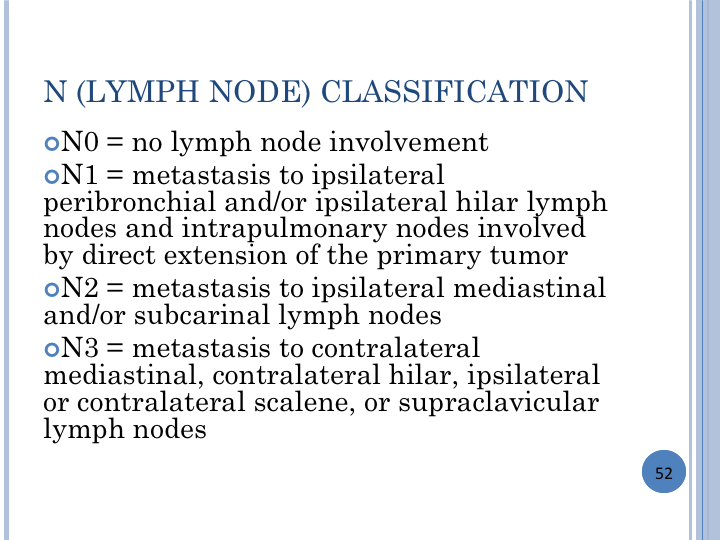 N (LYMPH NODE) CLASSIFICATION
N0 = no lymph node involvement
N1 = metastasis to ipsilateral
peribronchial and/or ipsilateral hilar lymph
nodes and intrapulmonary nodes involved
by direct extension of the primary tumor
N2 = metastasis to ipsilateral mediastinal
and/or subcarinal lymph nodes
N3 = metastasis to contralateral
mediastinal, contralateral hilar, ipsilateral
or contralateral scalene, or supraclavicular
lymph nodes
52